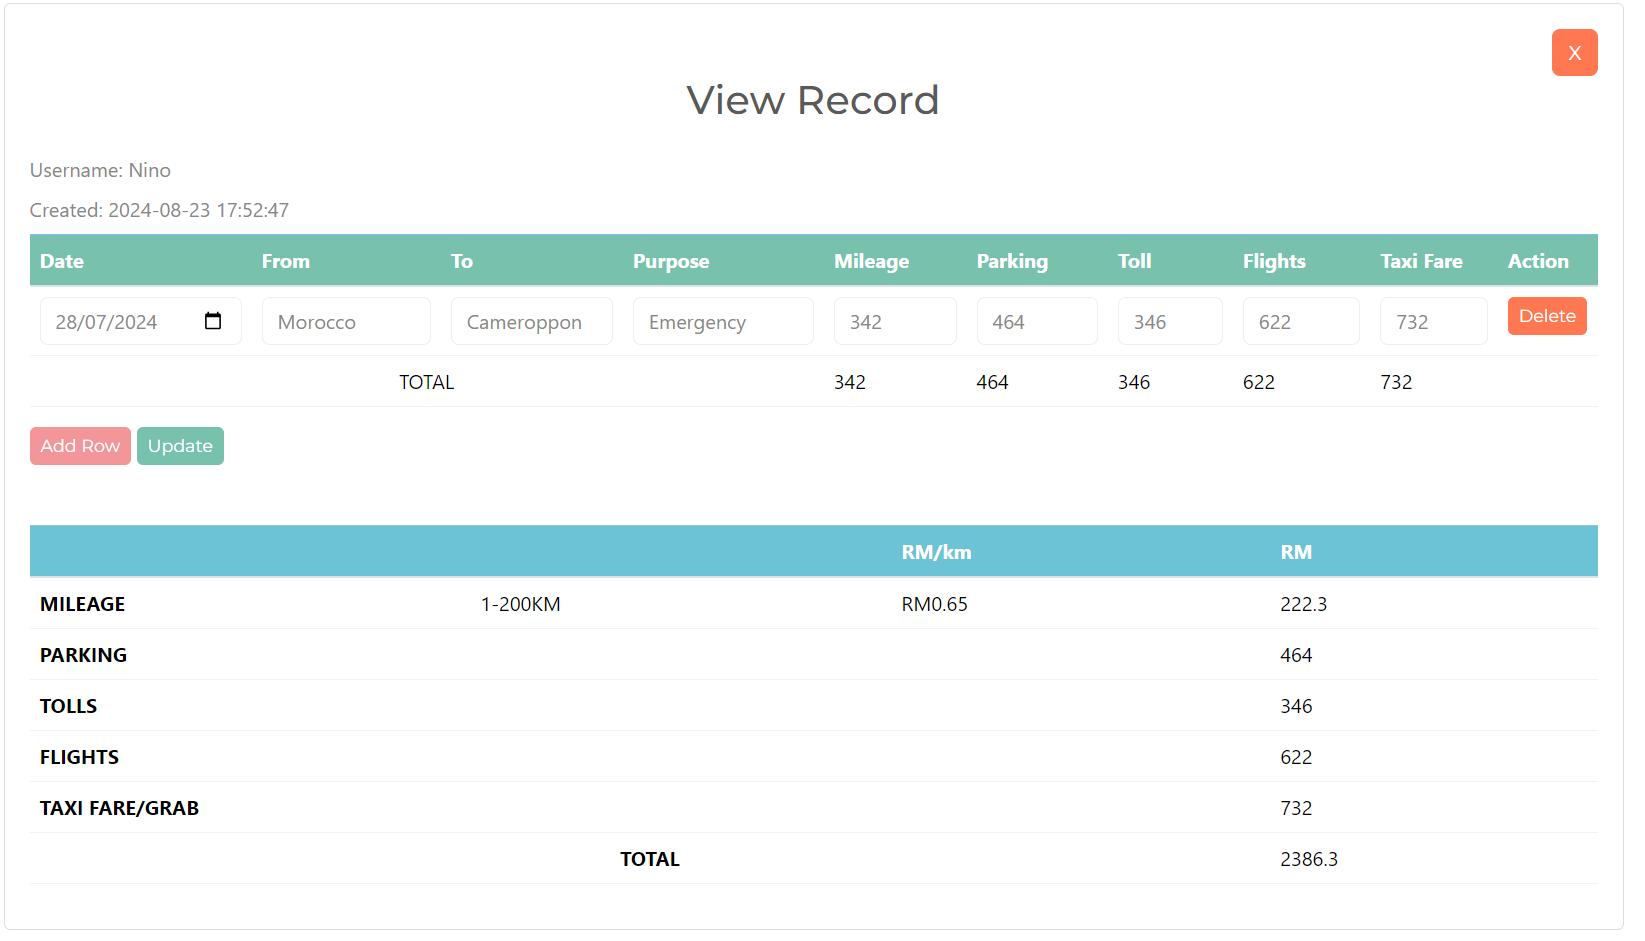 X
View Record
Username: Nino
Created: 2024-08-23 17:52:47
Date From To Purpose Mileage Parking Toll Flights Taxi Fare Action
28/07/2024 Morocco Cameroppon Emergency 342 464 346 622 732 Delete
TOTAL 342 464 346 622 732
Add Row Update
RM/km RM
MILEAGE 1-200KM RM0.65 222.3
PARKING 464
TOLLS 346
FLIGHTS 622
TAXI FARE/GRAB 732
TOTAL 2386.3